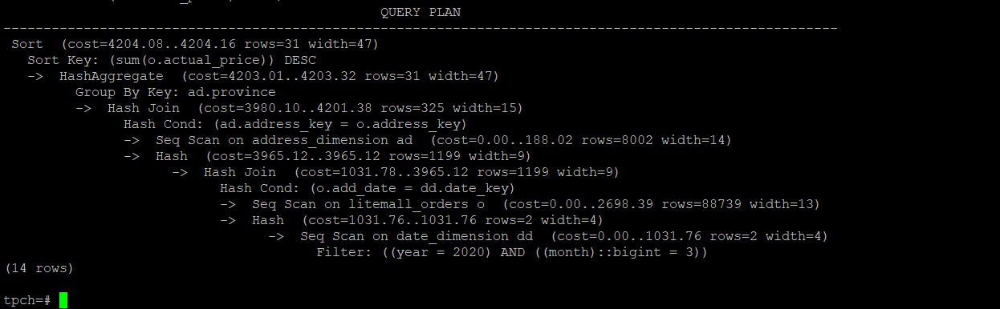 QUERY PLAN
--------------------------------------------------------------------------------------------------------
Sort  (cost=4204.08..4204.16 rows=31 width=47)
Sort Key: (sum(o.actual_price)) DESC
->  HashAggregate  (cost=4203.01..4203.32 rows=31 width=47)
Group By Key: ad.province
->  Hash Join  (cost=3980.10..4201.38 rows=325 width=15)
Hash Cond: (ad.address_key = o.address_key)
->  Seq Scan on address_dimension ad  (cost=0.00..188.02 rows=8002 width=14)
->  Hash  (cost=3965.12..3965.12 rows=1199 width=9)
->  Hash Join  (cost=1031.78..3965.12 rows=1199 width=9)
Hash Cond: (o.add_date = dd.date_key)
->  Seq Scan on litemall_orders o  (cost=0.00..2698.39 rows=88739 width=13)
->  Hash  (cost=1031.76..1031.76 rows=2 width=4)
->  Seq Scan on date_dimension dd  (cost=0.00..1031.76 rows=2 width=4)
Filter: ((year = 2020) AND ((month)::bigint = 3))
(14 rows)
tpch=#